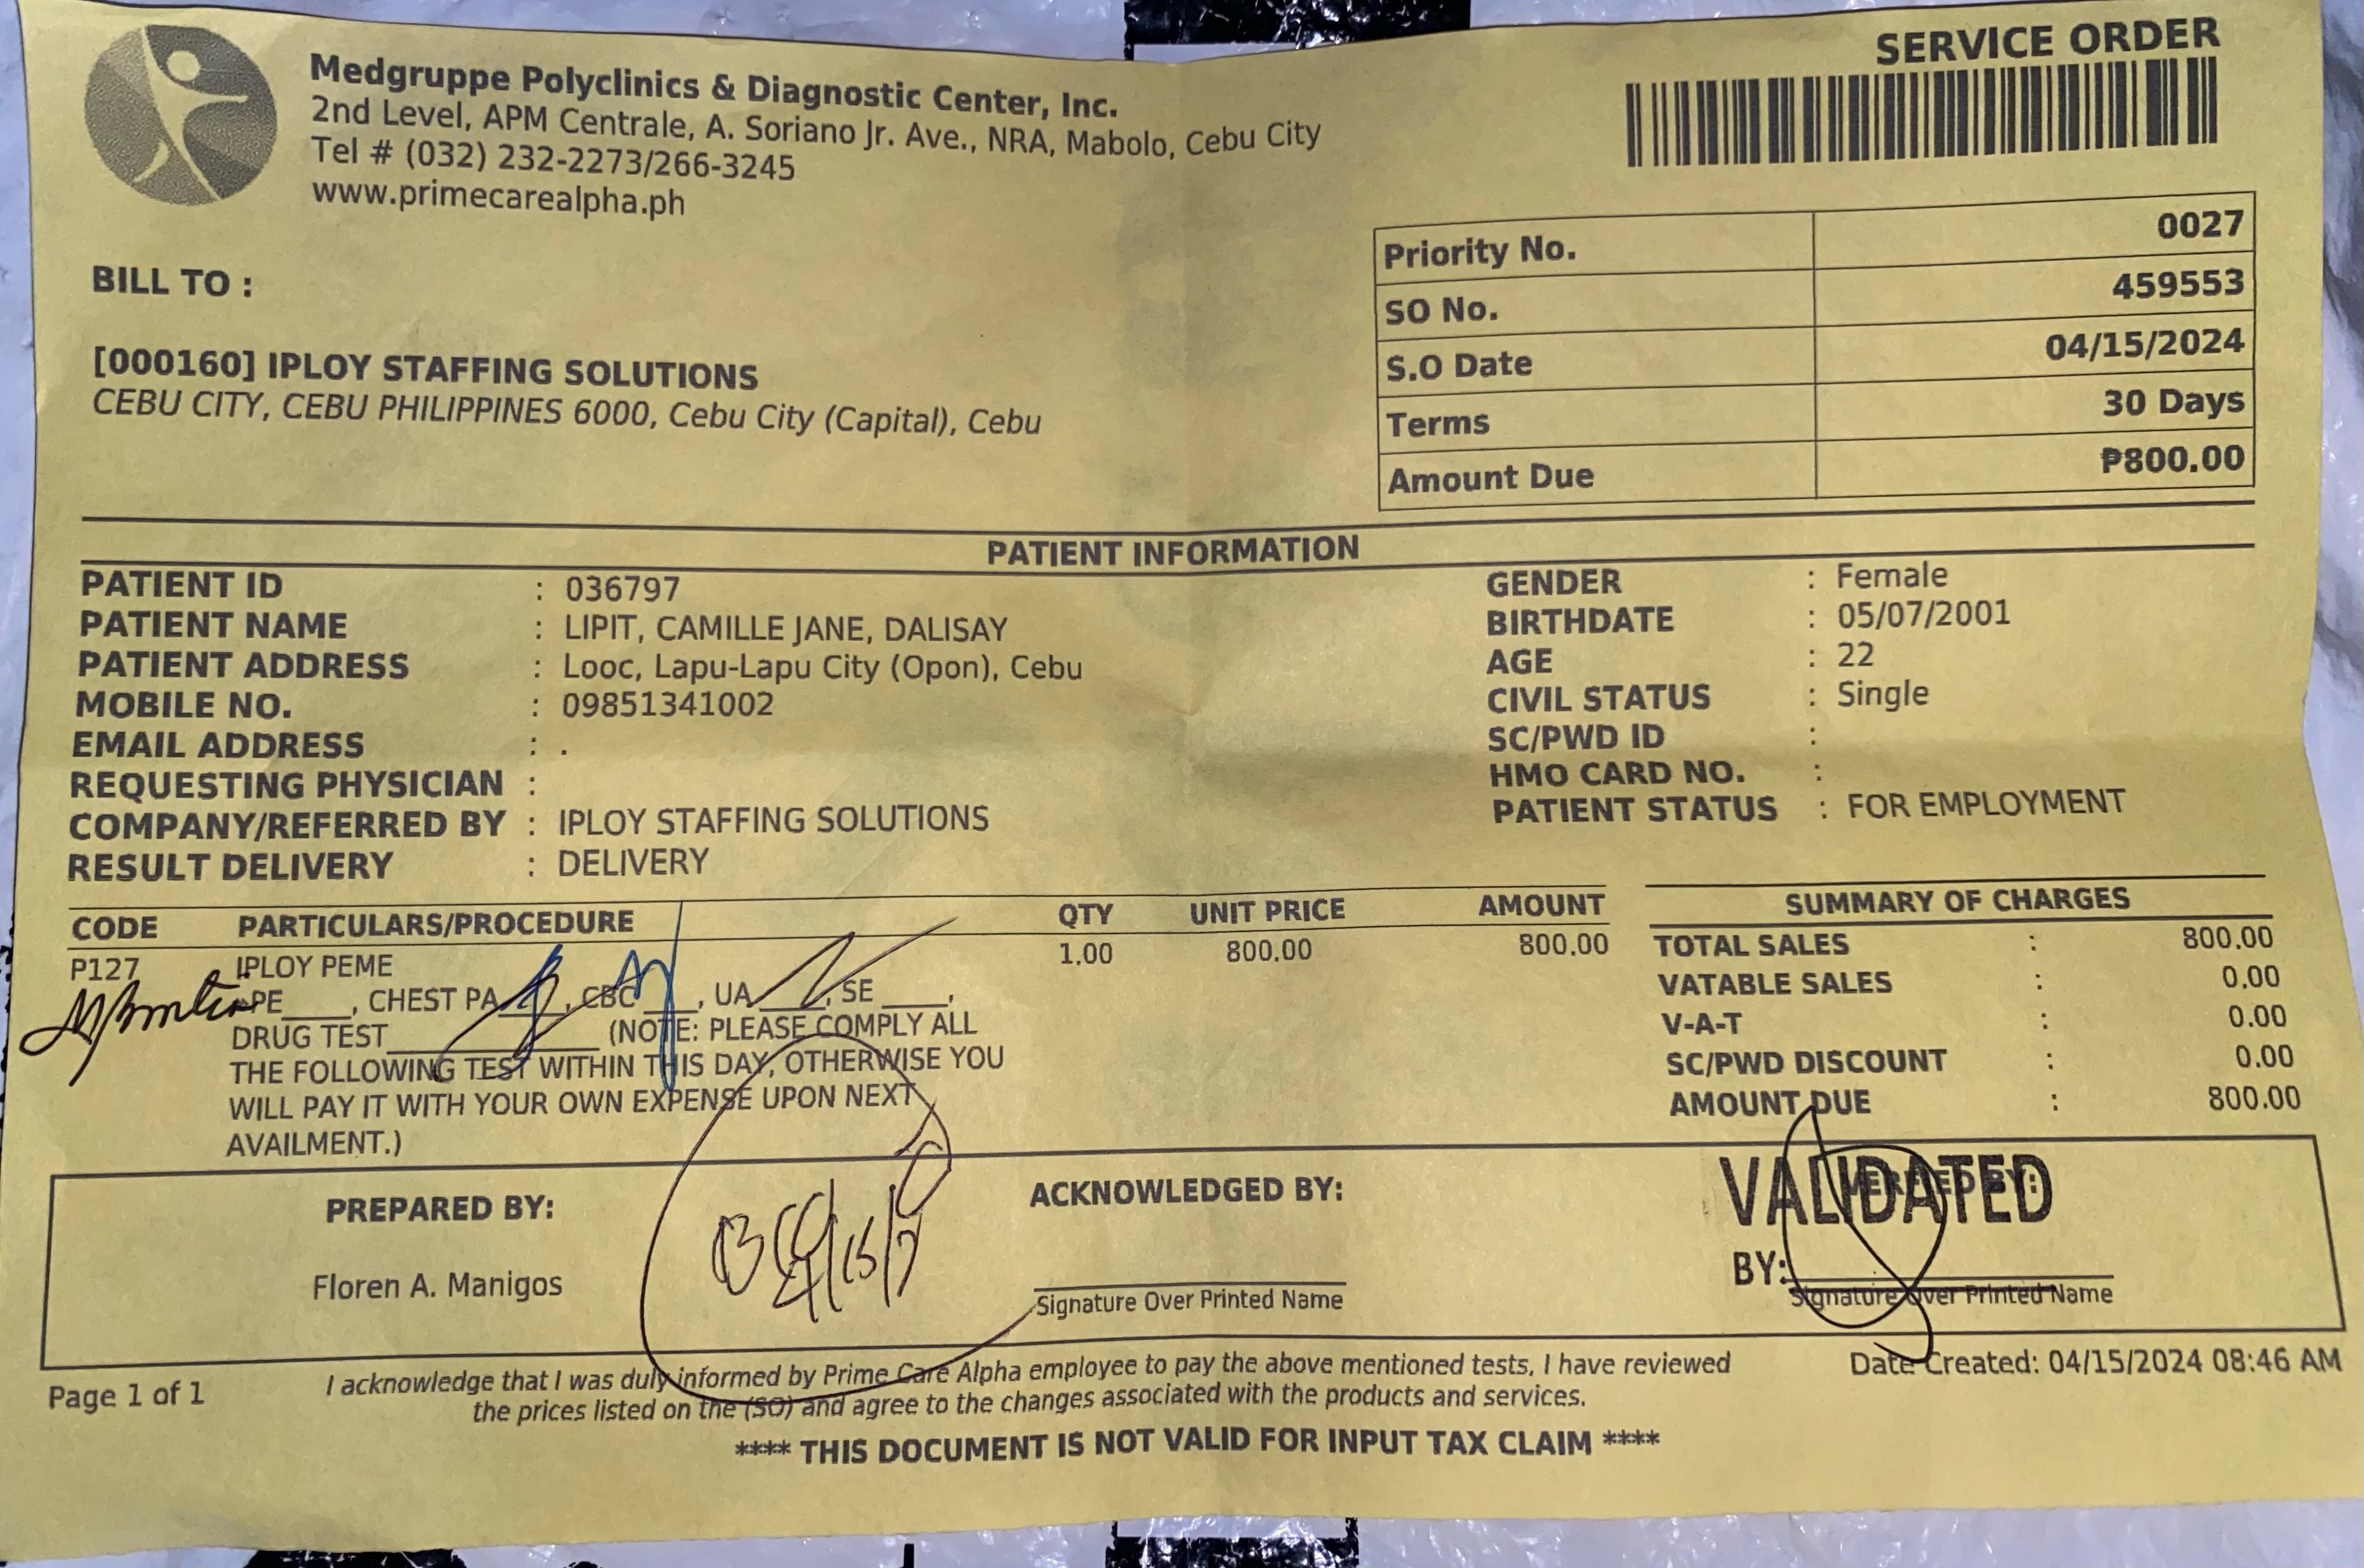 SERVICE ORDER
Medgruppe Polyclinics & Diagnostic Center, Inc.
2nd Level, APM Centrale, A. Soriano Jr. Ave., NRA, Mabolo, Cebu City
Tel # (032) 232-2273/266-3245
www.primecarealpha.ph
Priority No. 0027
SO No. 459553
S.O Date 04/15/2024
Terms 30 Days
Amount Due ₱800.00
BILL TO :
[000160] IPLOY STAFFING SOLUTIONS
CEBU CITY, CEBU PHILIPPINES 6000, Cebu City (Capital), Cebu
PATIENT INFORMATION
PATIENT ID : 036797
PATIENT NAME : LIPIT, CAMILLE JANE, DALISAY
PATIENT ADDRESS : Looc, Lapu-Lapu City (Opon), Cebu
MOBILE NO. : 09851341002
EMAIL ADDRESS : .
REQUESTING PHYSICIAN :
COMPANY/REFERRED BY : IPLOY STAFFING SOLUTIONS
RESULT DELIVERY : DELIVERY
GENDER : Female
BIRTHDATE : 05/07/2001
AGE : 22
CIVIL STATUS : Single
SC/PWD ID :
HMO CARD NO. :
PATIENT STATUS : FOR EMPLOYMENT
CODE PARTICULARS/PROCEDURE QTY UNIT PRICE AMOUNT
P127 IPLOY PEME 1.00 800.00 800.00
PE____, CHEST PA____, CBC____, UA____, SE____,
DRUG TEST____________ (NOTE: PLEASE COMPLY ALL
THE FOLLOWING TEST WITHIN THIS DAY, OTHERWISE YOU
WILL PAY IT WITH YOUR OWN EXPENSE UPON NEXT
AVAILMENT.)
SUMMARY OF CHARGES
TOTAL SALES : 800.00
VATABLE SALES : 0.00
V-A-T : 0.00
SC/PWD DISCOUNT : 0.00
AMOUNT DUE : 800.00
PREPARED BY:
Floren A. Manigos
ACKNOWLEDGED BY:
Signature Over Printed Name
VALIDATED
BY:
Signature Over Printed Name
Page 1 of 1
I acknowledge that I was duly informed by Prime Care Alpha employee to pay the above mentioned tests, I have reviewed
the prices listed on the (SO) and agree to the changes associated with the products and services.
Date Created: 04/15/2024 08:46 AM
**** THIS DOCUMENT IS NOT VALID FOR INPUT TAX CLAIM ****